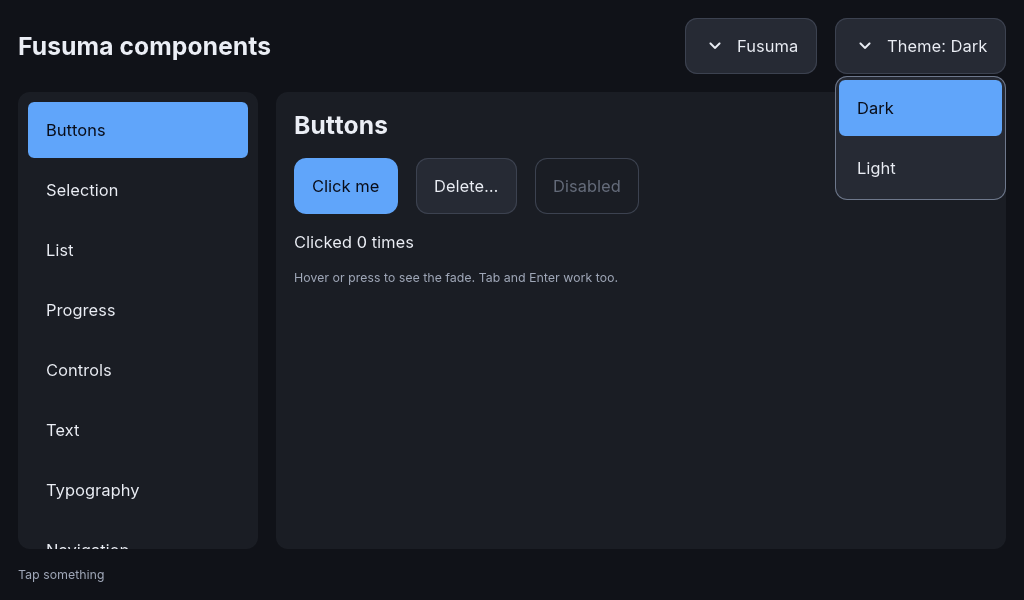 Fusuma components
Fusuma
Theme: Dark
Dark
Light
Buttons
Selection
List
Progress
Controls
Text
Typography
Navigation
Buttons
Click me
Delete...
Disabled
Clicked 0 times
Hover or press to see the fade. Tab and Enter work too.
Tap something